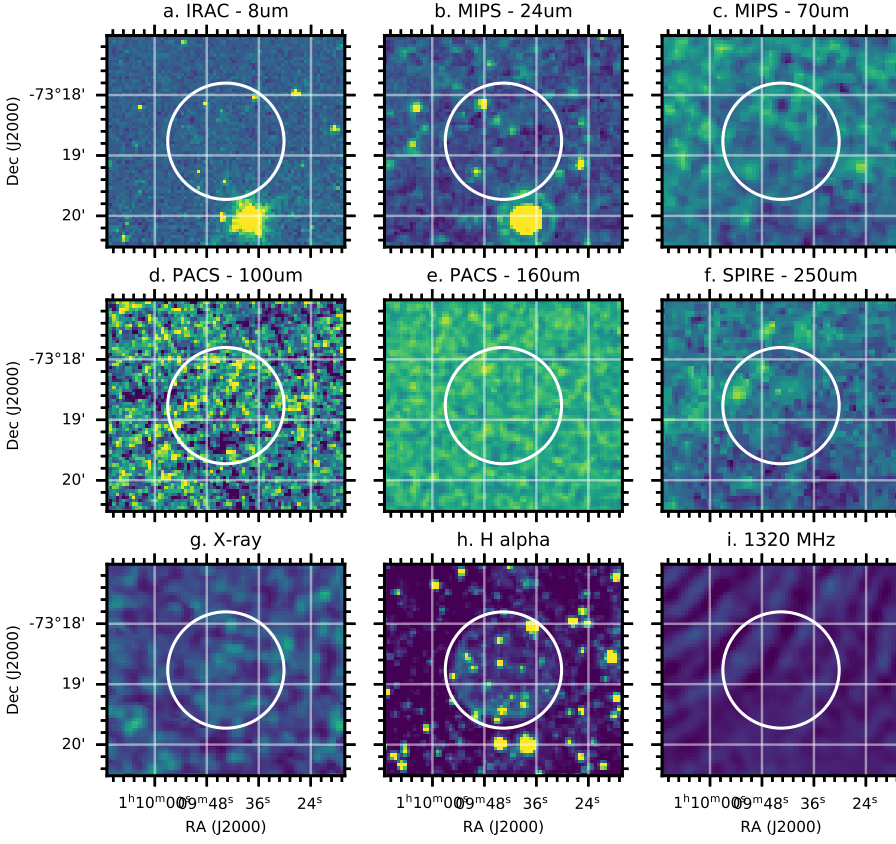 a. IRAC - 8um
b. MIPS - 24um
c. MIPS - 70um
Dec (J2000)
-73°18'
19'
20'
d. PACS - 100um
e. PACS - 160um
f. SPIRE - 250um
Dec (J2000)
-73°18'
19'
20'
g. X-ray
h. H alpha
i. 1320 MHz
Dec (J2000)
-73°18'
19'
20'
1h10m00s 09m48s 36s 24s
1h10m00s 09m48s 36s 24s
1h10m00s 09m48s 36s 24s
RA (J2000)
RA (J2000)
RA (J2000)